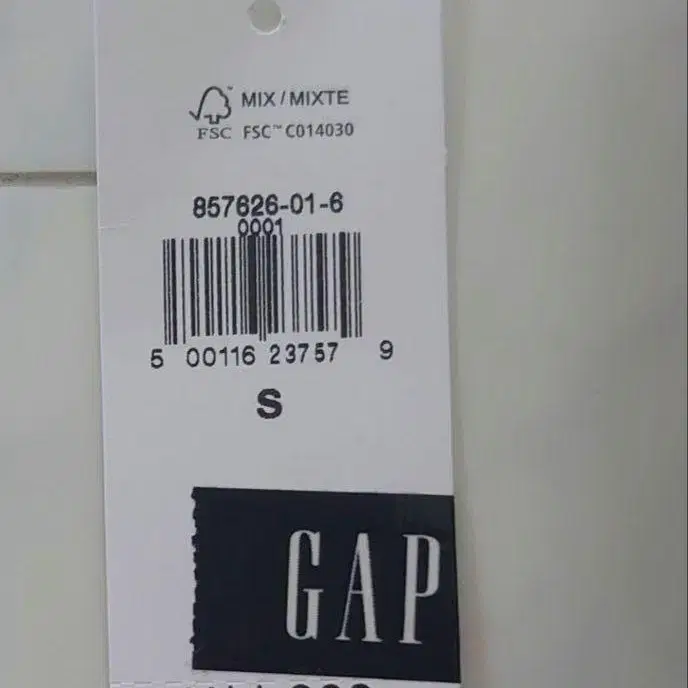 MIX / MIXTE
FSC FSC™ C014030
857626-01-6
0001
5 00116 23757 9
S
GAP